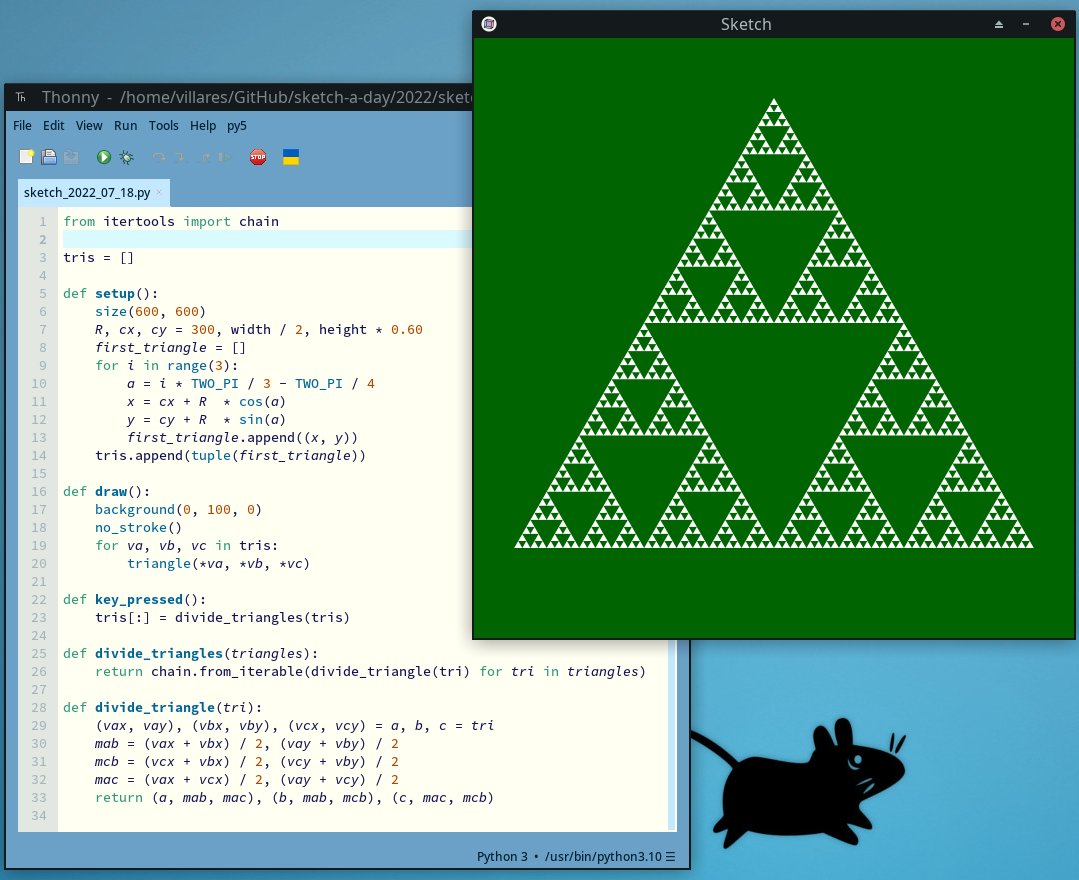 Sketch
Th Thonny - /home/villares/GitHub/sketch-a-day/2022/
File Edit View Run Tools Help py5
STOP
sketch_2022_07_18.py ×
1 from itertools import chain
2
3 tris = []
4
5 def setup():
6     size(600, 600)
7     R, cx, cy = 300, width / 2, height * 0.60
8     first_triangle = []
9     for i in range(3):
10         a = i * TWO_PI / 3 - TWO_PI / 4
11         x = cx + R  * cos(a)
12         y = cy + R  * sin(a)
13         first_triangle.append((x, y))
14     tris.append(tuple(first_triangle))
15
16 def draw():
17     background(0, 100, 0)
18     no_stroke()
19     for va, vb, vc in tris:
20         triangle(*va, *vb, *vc)
21
22 def key_pressed():
23     tris[:] = divide_triangles(tris)
24
25 def divide_triangles(triangles):
26     return chain.from_iterable(divide_triangle(tri) for tri in triangles)
27
28 def divide_triangle(tri):
29     (vax, vay), (vbx, vby), (vcx, vcy) = a, b, c = tri
30     mab = (vax + vbx) / 2, (vay + vby) / 2
31     mcb = (vcx + vbx) / 2, (vcy + vby) / 2
32     mac = (vax + vcx) / 2, (vay + vcy) / 2
33     return (a, mab, mac), (b, mab, mcb), (c, mac, mcb)
34
Python 3 • /usr/bin/python3.10 ☰